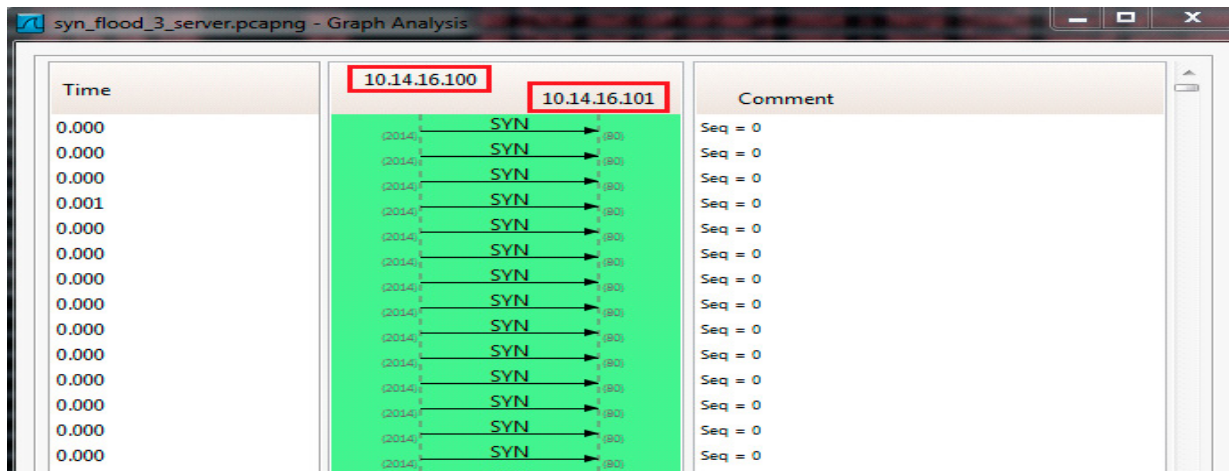 syn_flood_3_server.pcapng - Graph Analysis
Time 10.14.16.100 10.14.16.101 Comment
0.000 SYN (2014) (80) Seq = 0
0.000 SYN (2014) (80) Seq = 0
0.000 SYN (2014) (80) Seq = 0
0.001 SYN (2014) (80) Seq = 0
0.000 SYN (2014) (80) Seq = 0
0.000 SYN (2014) (80) Seq = 0
0.000 SYN (2014) (80) Seq = 0
0.000 SYN (2014) (80) Seq = 0
0.000 SYN (2014) (80) Seq = 0
0.000 SYN (2014) (80) Seq = 0
0.000 SYN (2014) (80) Seq = 0
0.000 SYN (2014) (80) Seq = 0
0.000 SYN (2014) (80) Seq = 0
0.000 SYN (2014) (80) Seq = 0